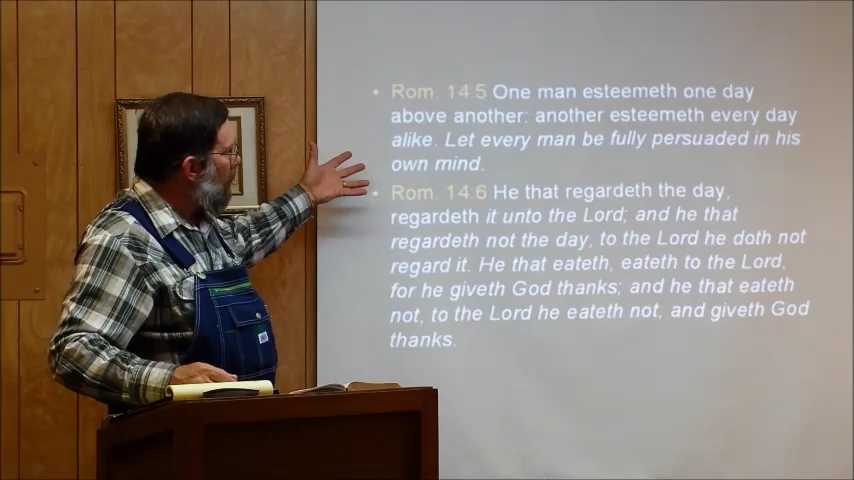 • Rom. 14:5 One man esteemeth one day
above another: another esteemeth every day
alike. Let every man be fully persuaded in his
own mind.
• Rom. 14:6 He that regardeth the day,
regardeth it unto the Lord; and he that
regardeth not the day, to the Lord he doth not
regard it. He that eateth, eateth to the Lord,
for he giveth God thanks; and he that eateth
not, to the Lord he eateth not, and giveth God
thanks.